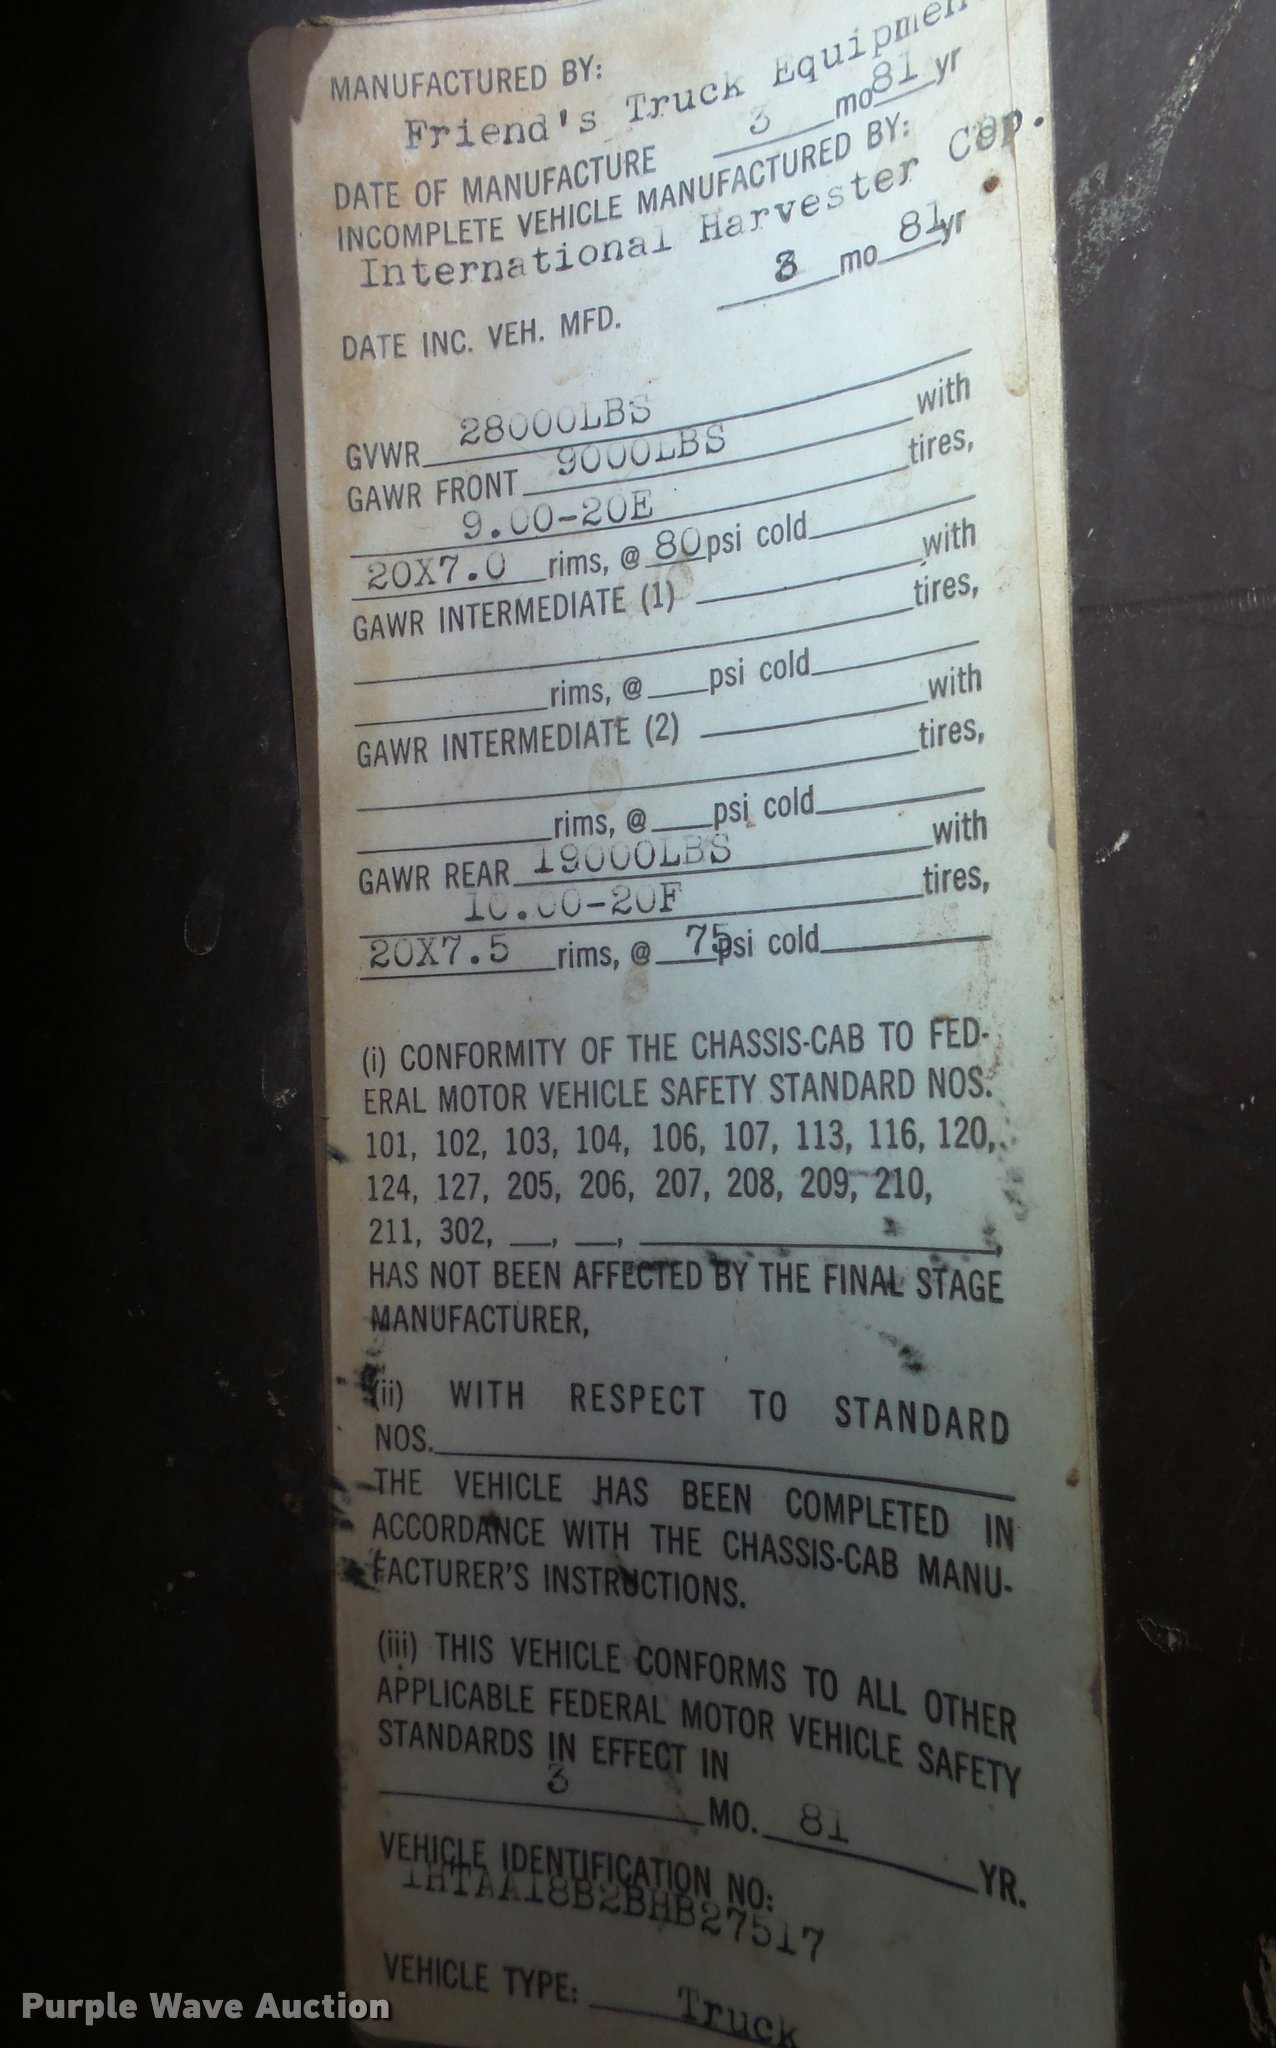 MANUFACTURED BY:
Friend's Truck Equipmen
DATE OF MANUFACTURE 3 mo 81 yr
INCOMPLETE VEHICLE MANUFACTURED BY:
International Harvester Cop.
DATE INC. VEH. MFD. 3 mo 81 yr
GVWR 28000LBS
GAWR FRONT 9000LBS with
9.00-20E tires,
20X7.0 rims, @ 80 psi cold
GAWR INTERMEDIATE (1) with
tires,
rims, @ psi cold
GAWR INTERMEDIATE (2) with
tires,
rims, @ psi cold
GAWR REAR 19000LBS with
10.00-20F tires,
20X7.5 rims, @ 75 psi cold
(i) CONFORMITY OF THE CHASSIS-CAB TO FED-
ERAL MOTOR VEHICLE SAFETY STANDARD NOS.
101, 102, 103, 104, 106, 107, 113, 116, 120,
124, 127, 205, 206, 207, 208, 209, 210,
211, 302, __, __, ____,
HAS NOT BEEN AFFECTED BY THE FINAL STAGE
MANUFACTURER,
(ii) WITH RESPECT TO STANDARD
NOS.
THE VEHICLE HAS BEEN COMPLETED IN
ACCORDANCE WITH THE CHASSIS-CAB MANU-
FACTURER'S INSTRUCTIONS.
(iii) THIS VEHICLE CONFORMS TO ALL OTHER
APPLICABLE FEDERAL MOTOR VEHICLE SAFETY
STANDARDS IN EFFECT IN
3 MO. 81 YR.
VEHICLE IDENTIFICATION NO:
1HTAA18B2BHB27517
VEHICLE TYPE: Truck
Purple Wave Auction